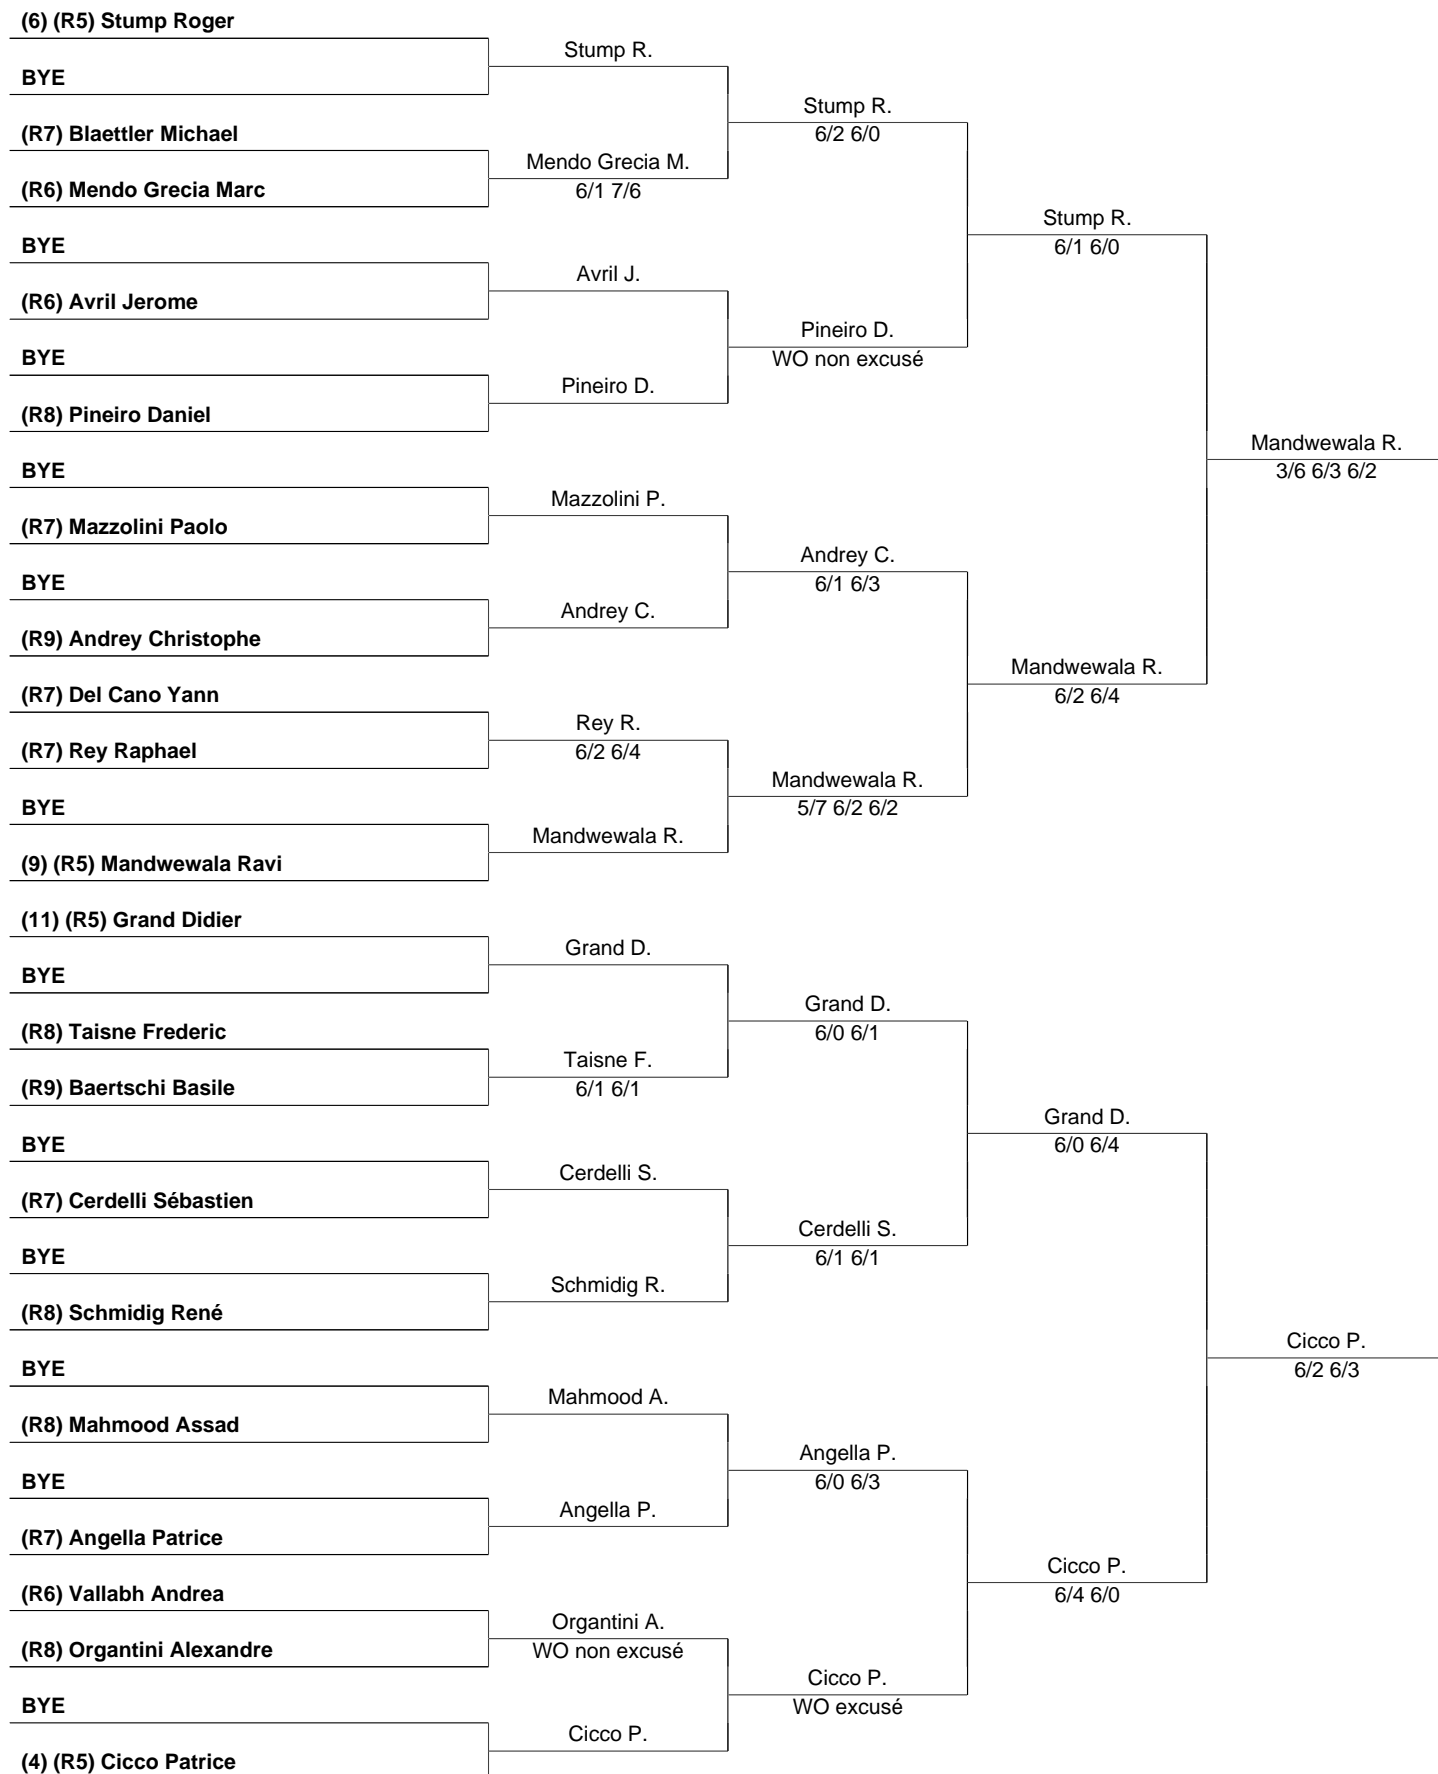 (6) (R5) Stump Roger
BYE
(R7) Blaettler Michael
(R6) Mendo Grecia Marc
BYE
(R6) Avril Jerome
BYE
(R8) Pineiro Daniel
BYE
(R7) Mazzolini Paolo
BYE
(R9) Andrey Christophe
(R7) Del Cano Yann
(R7) Rey Raphael
BYE
(9) (R5) Mandwewala Ravi
(11) (R5) Grand Didier
BYE
(R8) Taisne Frederic
(R9) Baertschi Basile
BYE
(R7) Cerdelli Sébastien
BYE
(R8) Schmidig René
BYE
(R8) Mahmood Assad
BYE
(R7) Angella Patrice
(R6) Vallabh Andrea
(R8) Organtini Alexandre
BYE
(4) (R5) Cicco Patrice
Stump R.
Mendo Grecia M.
6/1 7/6
Avril J.
Pineiro D.
Mazzolini P.
Andrey C.
Rey R.
6/2 6/4
Mandwewala R.
Grand D.
Taisne F.
6/1 6/1
Cerdelli S.
Schmidig R.
Mahmood A.
Angella P.
Organtini A.
WO non excusé
Cicco P.
Stump R.
6/2 6/0
Pineiro D.
WO non excusé
Andrey C.
6/1 6/3
Mandwewala R.
5/7 6/2 6/2
Grand D.
6/0 6/1
Cerdelli S.
6/1 6/1
Angella P.
6/0 6/3
Cicco P.
WO excusé
Stump R.
6/1 6/0
Mandwewala R.
6/2 6/4
Grand D.
6/0 6/4
Cicco P.
6/4 6/0
Mandwewala R.
3/6 6/3 6/2
Cicco P.
6/2 6/3